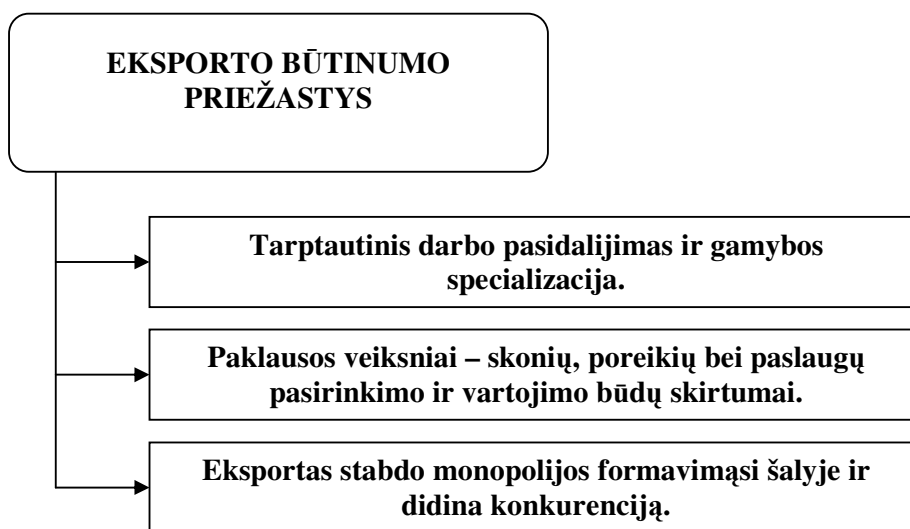 EKSPORTO BŪTINUMO
PRIEŽASTYS
Tarptautinis darbo pasidalijimas ir gamybos
specializacija.
Paklausos veiksniai – skonių, poreikių bei paslaugų
pasirinkimo ir vartojimo būdų skirtumai.
Eksportas stabdo monopolijos formavimąsi šalyje ir
didina konkurenciją.